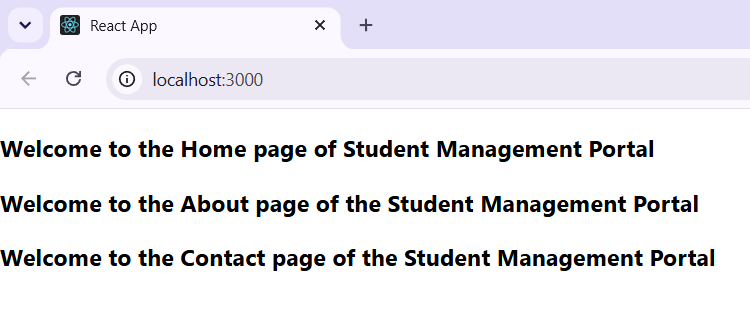 React App
localhost:3000
Welcome to the Home page of Student Management Portal
Welcome to the About page of the Student Management Portal
Welcome to the Contact page of the Student Management Portal